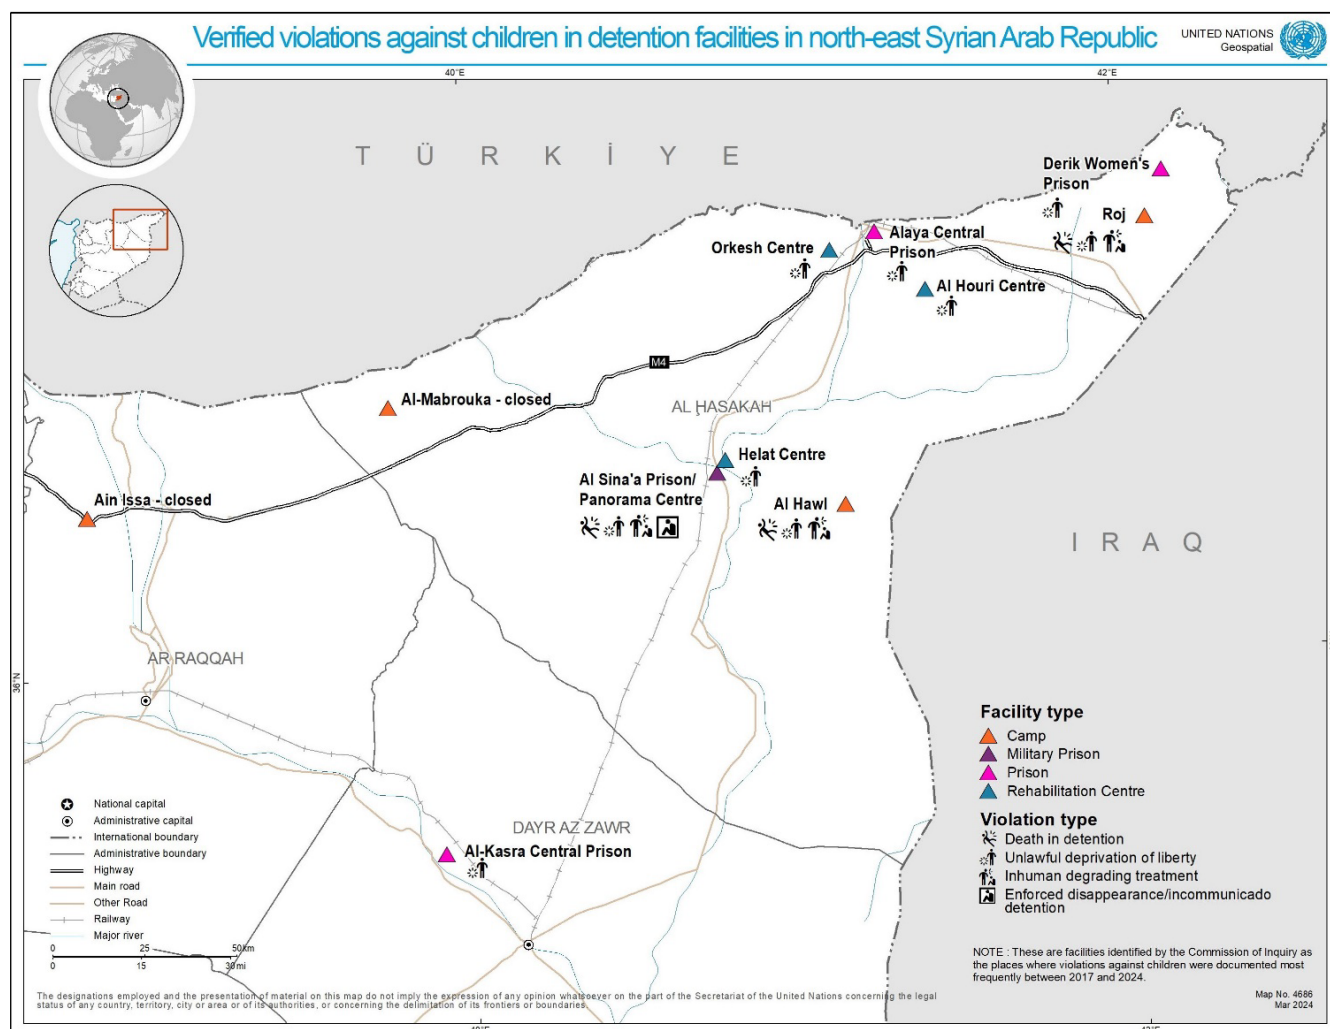 Verified violations against children in detention facilities in north-east Syrian Arab Republic
UNITED NATIONS
Geospatial
40°E
42°E
TÜRKİYE
Derik Women's
Prison
Roj
Orkesh Centre
Alaya Central
Prison
Al Houri Centre
M4
Al-Mabrouka - closed
AL ḨASAKAH
Helat Centre
Al Sina'a Prison/
Panorama Centre
Al Hawl
Ain Issa - closed
IRAQ
AR RAQQAH
36°N
DAYR AZ ZAWR
Al-Kasra Central Prison
Facility type
Camp
Military Prison
Prison
Rehabilitation Centre
Violation type
Death in detention
Unlawful deprivation of liberty
Inhuman degrading treatment
Enforced disappearance/incommunicado
detention
National capital
Administrative capital
International boundary
Administrative boundary
Highway
Main road
Other Road
Railway
Major river
0 25 50km
0 15 30mi
NOTE : These are facilities identified by the Commission of Inquiry as
the places where violations against children were documented most
frequently between 2017 and 2024.
The designations employed and the presentation of material on this map do not imply the expression of any opinion whatsoever on the part of the Secretariat of the United Nations concerning the legal
status of any country, territory, city or area or of its authorities, or concerning the delimitation of its frontiers or boundaries.
Map No. 4686
Mar 2024